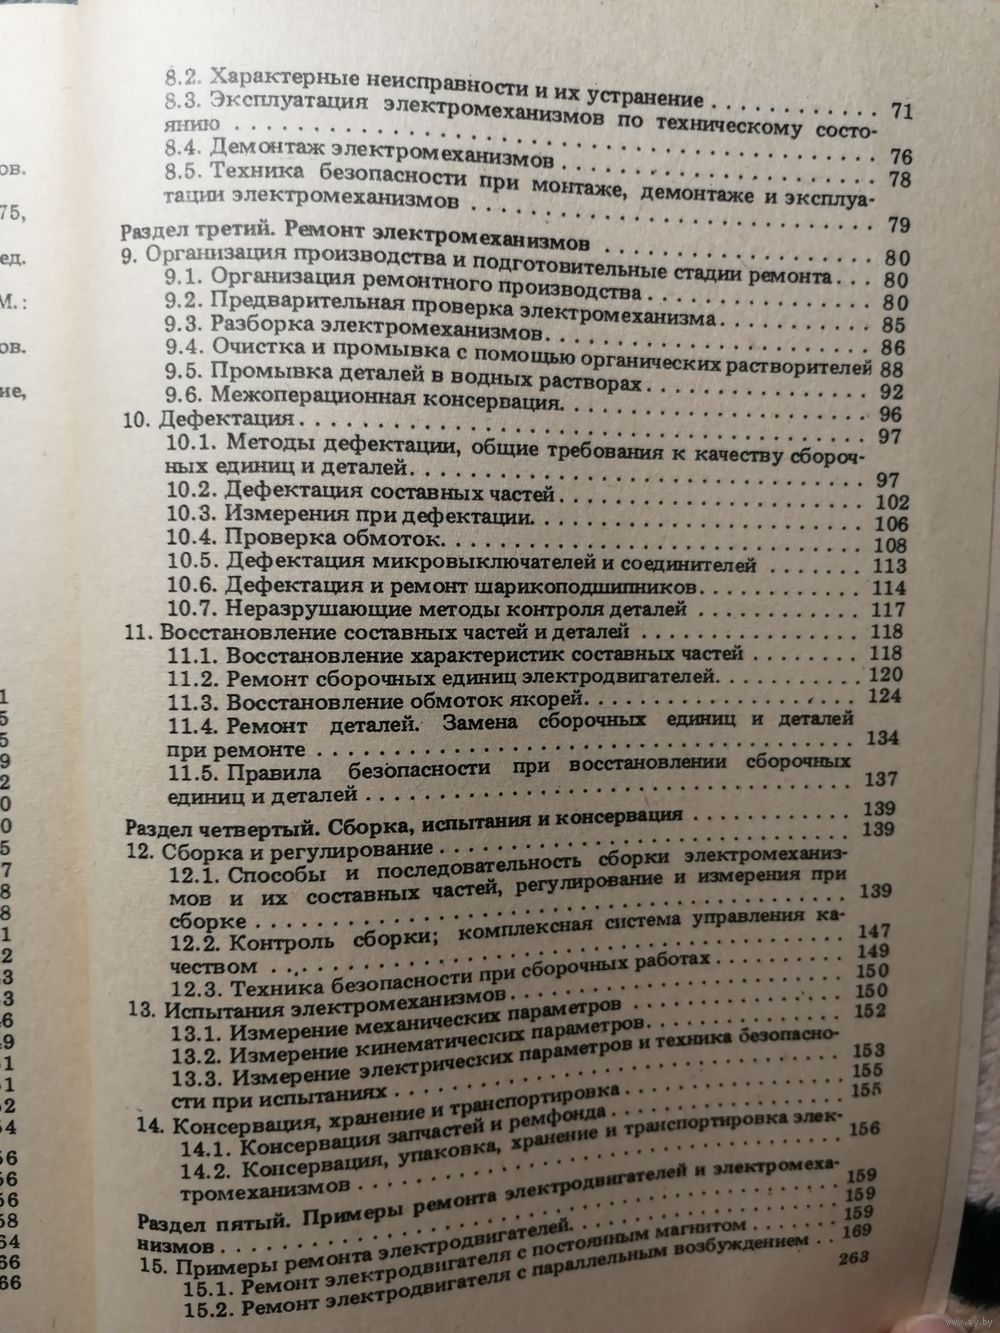 8.2. Характерные неисправности и их устранение . . . . . . . . . . . 71
8.3. Эксплуатация электромеханизмов по техническому состо-
янию . . . . . . . . . . . . . . . . . . . . . . . . . . . . . . 76
8.4. Демонтаж электромеханизмов . . . . . . . . . . . . . . . . . 78
8.5. Техника безопасности при монтаже, демонтаже и эксплуа-
тации электромеханизмов . . . . . . . . . . . . . . . . . . . . 79
Раздел третий. Ремонт электромеханизмов . . . . . . . . . . . . . 80
9. Организация производства и подготовительные стадии ремонта . . . 80
9.1. Организация ремонтного производства . . . . . . . . . . . . . 80
9.2. Предварительная проверка электромеханизма . . . . . . . . . . 85
9.3. Разборка электромеханизмов . . . . . . . . . . . . . . . . . 86
9.4. Очистка и промывка с помощью органических растворителей 88
9.5. Промывка деталей в водных растворах . . . . . . . . . . . . . 92
9.6. Межоперационная консервация . . . . . . . . . . . . . . . . . 96
10. Дефектация . . . . . . . . . . . . . . . . . . . . . . . . . . 97
10.1. Методы дефектации, общие требования к качеству сбороч-
ных единиц и деталей . . . . . . . . . . . . . . . . . . . . . . 97
10.2. Дефектация составных частей . . . . . . . . . . . . . . . . 102
10.3. Измерения при дефектации . . . . . . . . . . . . . . . . . . 106
10.4. Проверка обмоток . . . . . . . . . . . . . . . . . . . . . . 108
10.5. Дефектация микровыключателей и соединителей . . . . . . . 113
10.6. Дефектация и ремонт шарикоподшипников . . . . . . . . . . . 114
10.7. Неразрушающие методы контроля деталей . . . . . . . . . . . 117
11. Восстановление составных частей и деталей . . . . . . . . . . . 118
11.1. Восстановление характеристик составных частей . . . . . . . . 118
11.2. Ремонт сборочных единиц электродвигателей . . . . . . . . . . 120
11.3. Восстановление обмоток якорей . . . . . . . . . . . . . . . . 124
11.4. Ремонт деталей. Замена сборочных единиц и деталей
при ремонте . . . . . . . . . . . . . . . . . . . . . . . . . . . 134
11.5. Правила безопасности при восстановлении сборочных
единиц и деталей . . . . . . . . . . . . . . . . . . . . . . . . 137
Раздел четвертый. Сборка, испытания и консервация . . . . . . . . . 139
12. Сборка и регулирование . . . . . . . . . . . . . . . . . . . . 139
12.1. Способы и последовательность сборки электромеханиз-
мов и их составных частей, регулирование и измерения при
сборке . . . . . . . . . . . . . . . . . . . . . . . . . . . . . 139
12.2. Контроль сборки; комплексная система управления ка-
чеством . . . . . . . . . . . . . . . . . . . . . . . . . . . . . 147
12.3. Техника безопасности при сборочных работах . . . . . . . . . 149
13. Испытания электромеханизмов . . . . . . . . . . . . . . . . . . 150
13.1. Измерение механических параметров . . . . . . . . . . . . . . 150
13.2. Измерение кинематических параметров . . . . . . . . . . . . . 152
13.3. Измерение электрических параметров и техника безопасно-
сти при испытаниях . . . . . . . . . . . . . . . . . . . . . . . 153
14. Консервация, хранение и транспортировка . . . . . . . . . . . . 155
14.1. Консервация запчастей и ремфонда . . . . . . . . . . . . . . 155
14.2. Консервация, упаковка, хранение и транспортировка элек-
тромеханизмов . . . . . . . . . . . . . . . . . . . . . . . . . . 156
Раздел пятый. Примеры ремонта электродвигателей и электромеха-
низмов . . . . . . . . . . . . . . . . . . . . . . . . . . . . . 159
15. Примеры ремонта электродвигателей . . . . . . . . . . . . . . . 159
15.1. Ремонт электродвигателя с постоянным магнитом . . . . . . . 159
15.2. Ремонт электродвигателя с параллельным возбуждением . . 169
263
www.ay.by